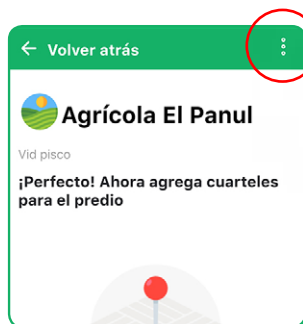 Volver atrás
Agrícola El Panul
Vid pisco
¡Perfecto! Ahora agrega cuarteles
para el predio